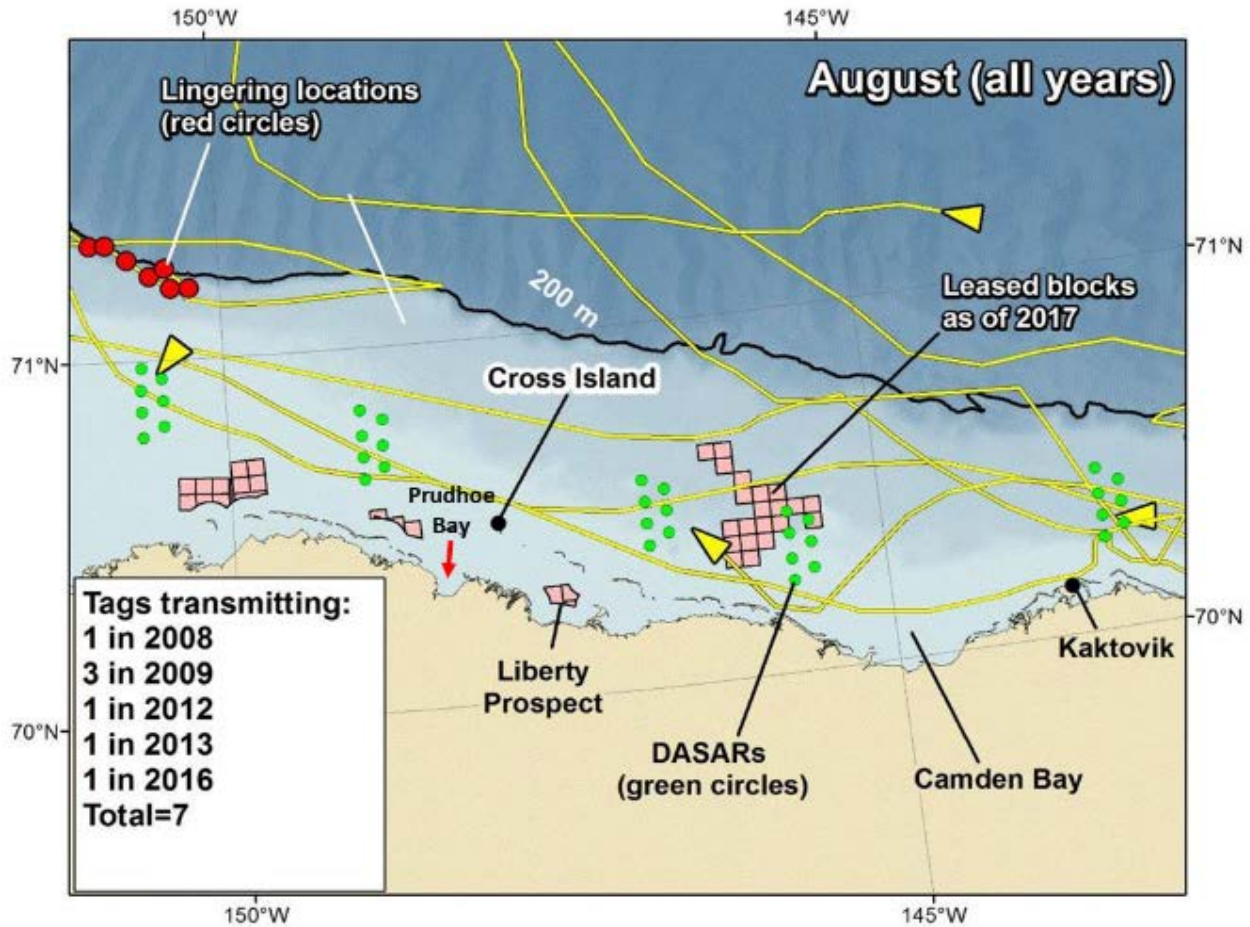 150°W
145°W
August (all years)
Lingering locations
(red circles)
71°N
200 m
Leased blocks
as of 2017
71°N
Cross Island
Prudhoe
Bay
Tags transmitting:
1 in 2008
3 in 2009
1 in 2012
1 in 2013
1 in 2016
Total=7
70°N
Kaktovik
Liberty
Prospect
70°N
DASARs
(green circles)
Camden Bay
150°W
145°W